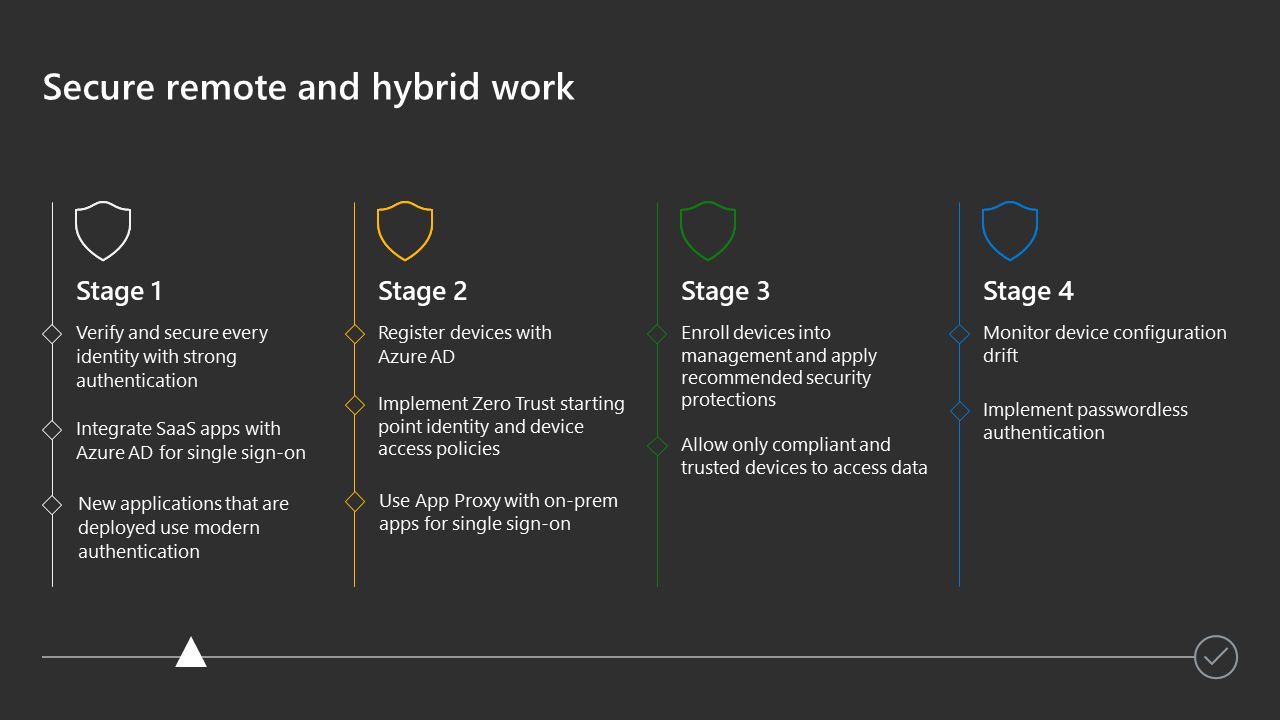 Secure remote and hybrid work
Stage 1
Verify and secure every
identity with strong
authentication
Integrate SaaS apps with
Azure AD for single sign-on
New applications that are
deployed use modern
authentication
Stage 2
Register devices with
Azure AD
Implement Zero Trust starting
point identity and device
access policies
Use App Proxy with on-prem
apps for single sign-on
Stage 3
Enroll devices into
management and apply
recommended security
protections
Allow only compliant and
trusted devices to access data
Stage 4
Monitor device configuration
drift
Implement passwordless
authentication